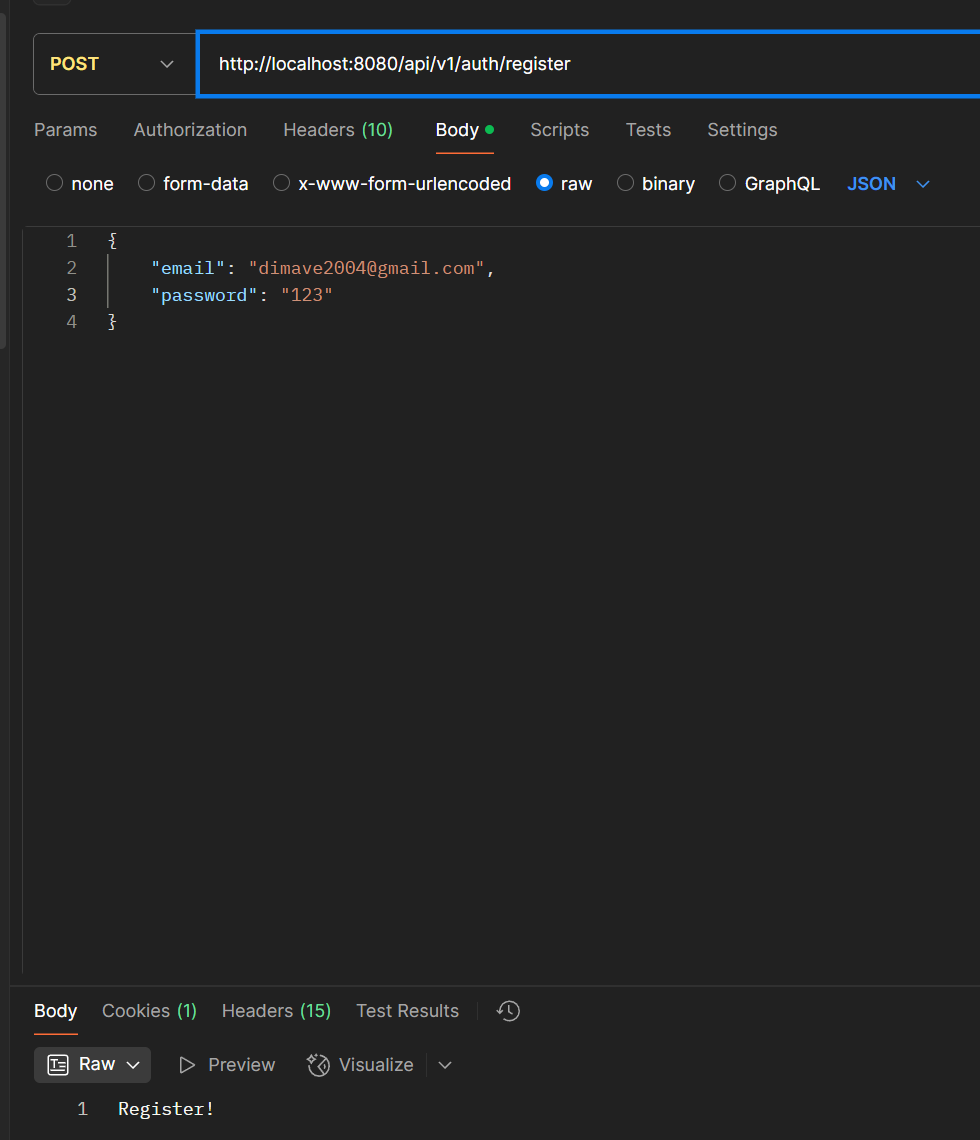 POST http://localhost:8080/api/v1/auth/register
Params Authorization Headers (10) Body Scripts Tests Settings
none form-data x-www-form-urlencoded raw binary GraphQL JSON
1 {
2 "email": "dimave2004@gmail.com",
3 "password": "123"
4 }
Body Cookies (1) Headers (15) Test Results
Raw Preview Visualize
1 Register!